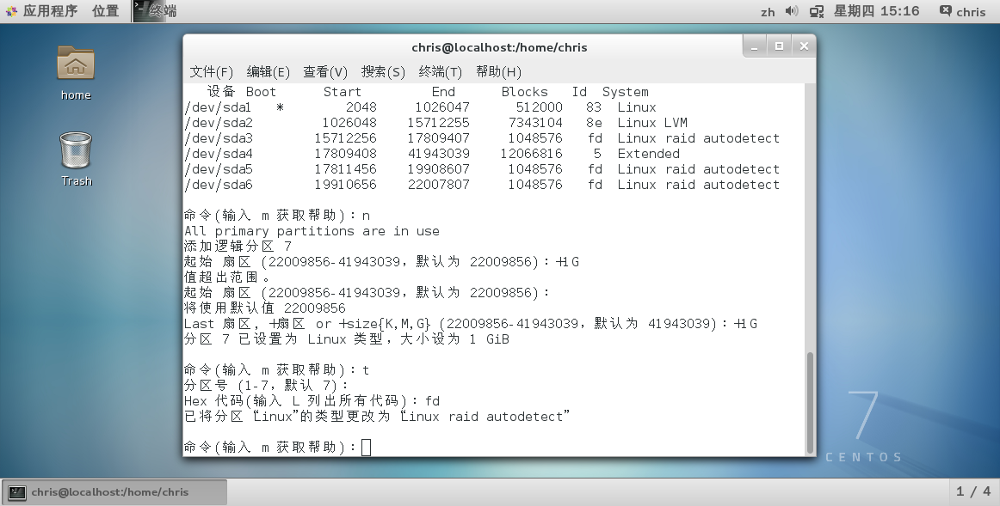 应用程序 位置 终端 zh 星期四 15:16 chris
home
Trash
chris@localhost:/home/chris
文件(F) 编辑(E) 查看(V) 搜索(S) 终端(T) 帮助(H)
设备 Boot Start End Blocks Id System
/dev/sda1 * 2048 1026047 512000 83 Linux
/dev/sda2 1026048 15712255 7343104 8e Linux LVM
/dev/sda3 15712256 17809407 1048576 fd Linux raid autodetect
/dev/sda4 17809408 41943039 12066816 5 Extended
/dev/sda5 17811456 19908607 1048576 fd Linux raid autodetect
/dev/sda6 19910656 22007807 1048576 fd Linux raid autodetect
命令(输入 m 获取帮助)：n
All primary partitions are in use
添加逻辑分区 7
起始 扇区 (22009856-41943039，默认为 22009856)：+1G
值超出范围。
起始 扇区 (22009856-41943039，默认为 22009856)：
将使用默认值 22009856
Last 扇区, +扇区 or +size{K,M,G} (22009856-41943039，默认为 41943039)：+1G
分区 7 已设置为 Linux 类型，大小设为 1 GiB
命令(输入 m 获取帮助)：t
分区号 (1-7，默认 7)：
Hex 代码(输入 L 列出所有代码)：fd
已将分区“Linux”的类型更改为“Linux raid autodetect”
命令(输入 m 获取帮助)：
7
CENTOS
chris@localhost:/home/chris
1 / 4